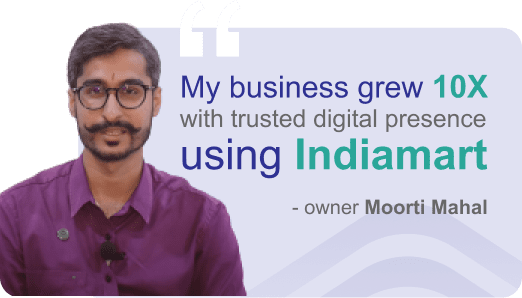 My business grew 10X
with trusted digital presence
using Indiamart
- owner Moorti Mahal